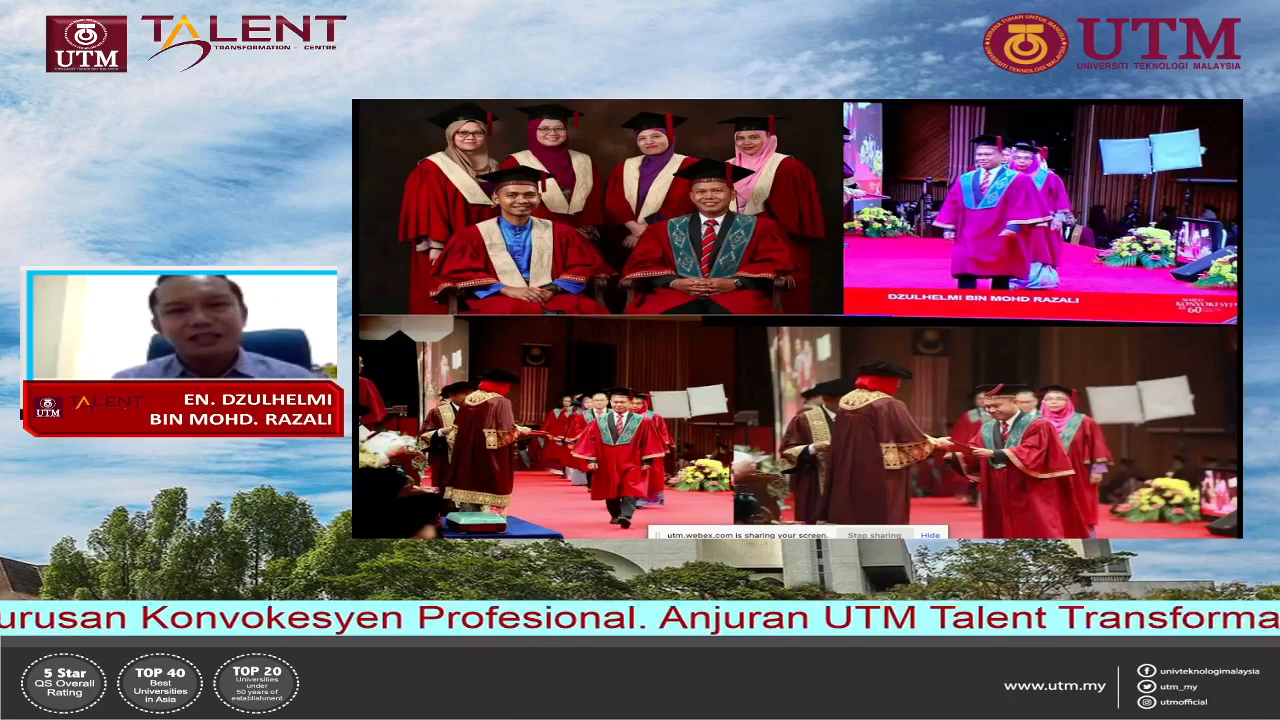 UTM
TALENT
TRANSFORMATION CENTRE
UTM
UNIVERSITI TEKNOLOGI MALAYSIA
DZULHELMI BIN MOHD RAZALI
60
UTM
TALENT
EN. DZULHELMI
BIN MOHD. RAZALI
utm.webex.com is sharing your screen.
Stop sharing
Hide
urusan Konvokesyen Profesional. Anjuran UTM Talent Transforma
5 Star
QS Overall
Rating
TOP 40
Best
Universities
in Asia
TOP 20
Universities
under
50 years of
establishment
www.utm.my
univteknologimalaysia
utm_my
utmofficial